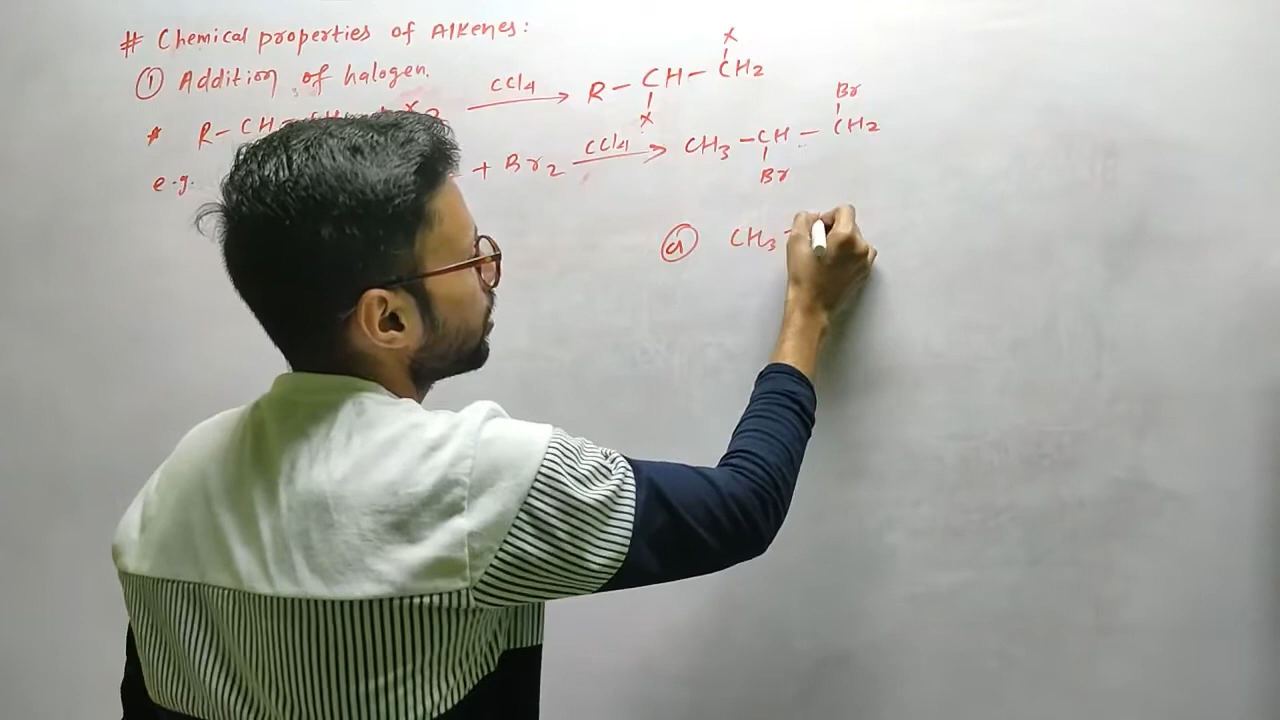 # Chemical properties of Alkenes:
① Addition of halogen.
* R - CH CCl4 R - CH - CH2
X X
e.g. + Br2 CCl4 CH3 - CH - CH2
Br Br
ⓐ CH3 -